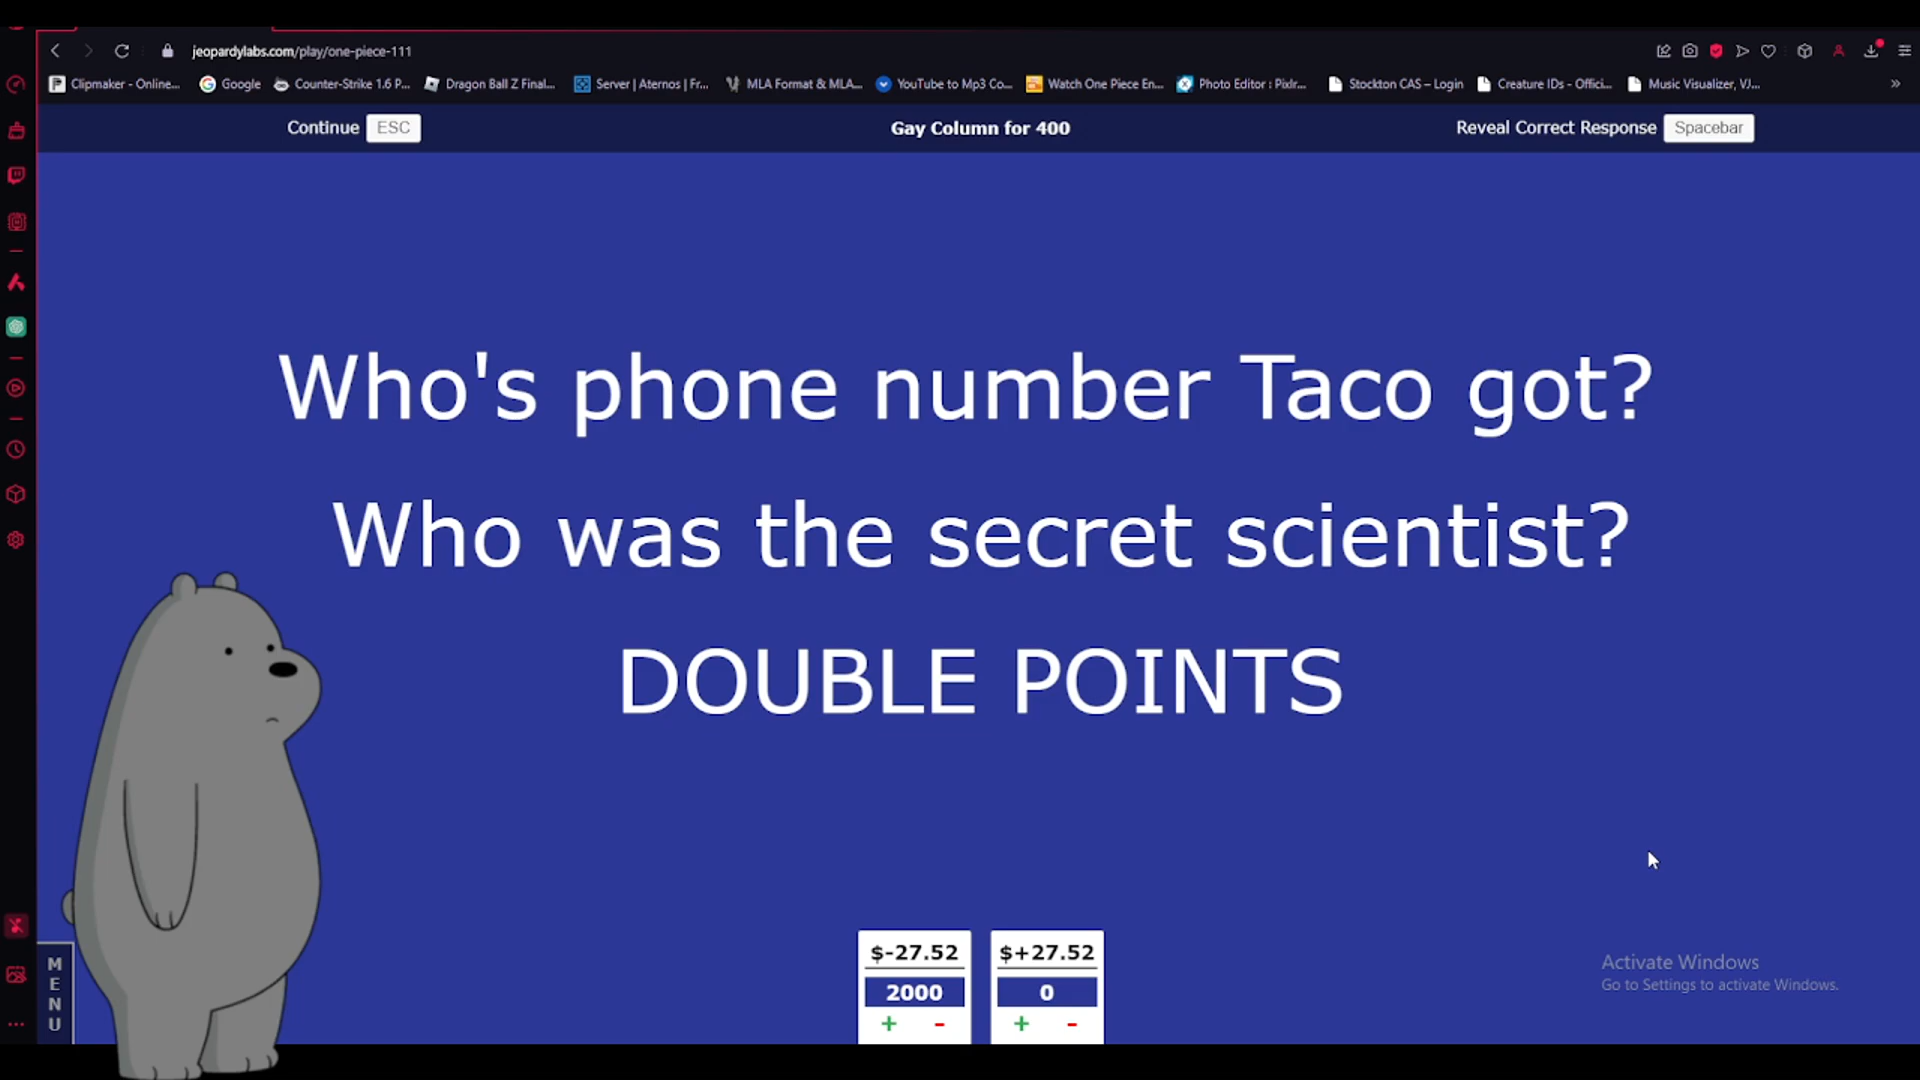 jeopardylabs.com/play/one-piece-111
Clipmaker - Online... Google Counter-Strike 1.6 P... Dragon Ball Z Final... Server | Aternos | Fr... MLA Format & MLA... YouTube to Mp3 Co... Watch One Piece En... Photo Editor : Pixlr... Stockton CAS – Login Creature IDs - Offici... Music Visualizer, VJ...
Continue ESC Gay Column for 400 Reveal Correct Response Spacebar
Who's phone number Taco got?
Who was the secret scientist?
DOUBLE POINTS
$-27.52 $+27.52
2000 0
+ - + -
MENU
Activate Windows
Go to Settings to activate Windows.